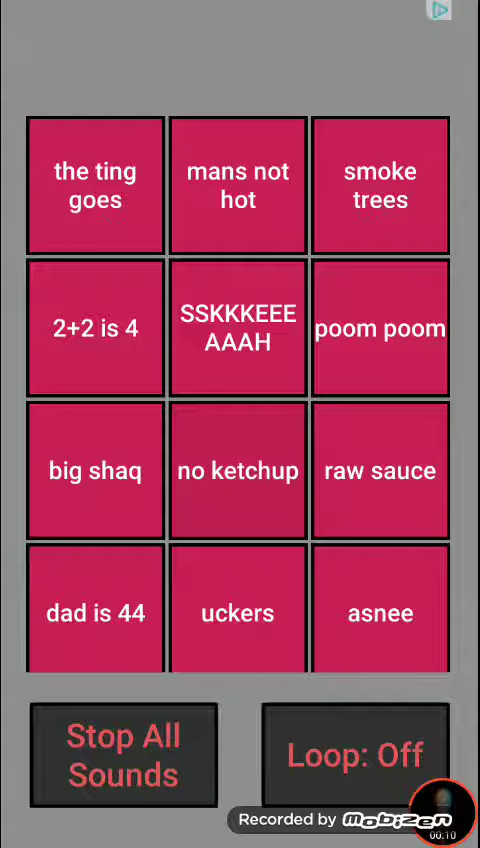 the ting
goes
mans not
hot
smoke
trees
2+2 is 4
SSKKKEEE
AAAH
poom poom
big shaq
no ketchup
raw sauce
dad is 44
uckers
asnee
Stop All
Sounds
Loop: Off
Recorded by Mobizen
00:10